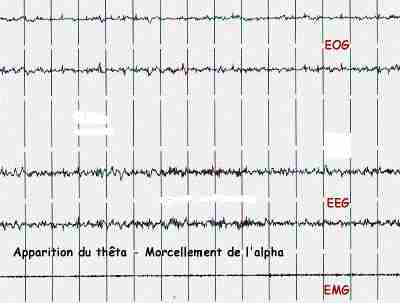 EOG
EEG
Apparition du thêta - Morcellement de l'alpha
EMG